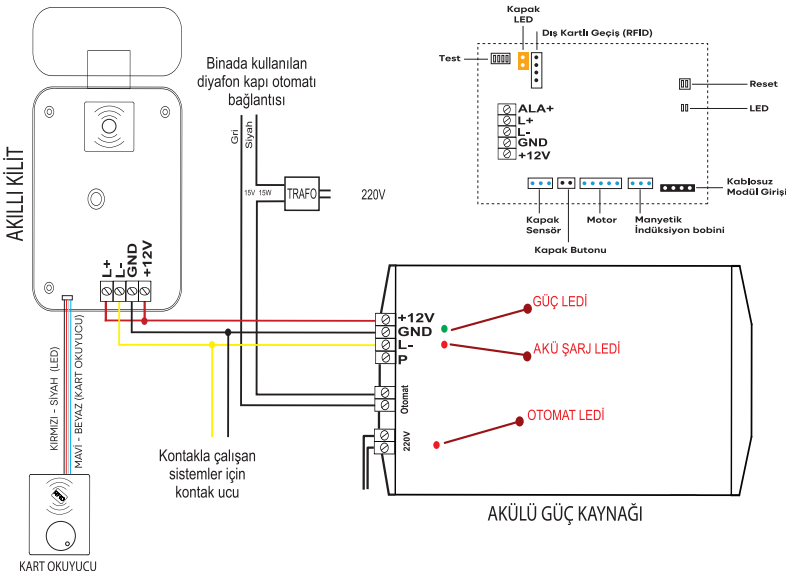 Kapak
LED
Dış Kartli Geçiş (RFİD)
Test
Reset
LED
ALA+
L+
L-
GND
+12V
Kablosuz
Modül Girişi
Kapak
Sensör
Motor
Manyetik
İndüksiyon bobini
Kapak Butonu
Binada kullanılan
diyafon kapı otomatı
bağlantısı
Gri
Siyah
15V 15W
TRAFO
220V
AKILLI KİLİT
L+
L-
GND
+12V
+12V
GND
L-
P
Otomat
220V
GÜÇ LEDİ
AKÜ ŞARJ LEDİ
OTOMAT LEDİ
KIRMIZI - SİYAH (LED)
MAVİ - BEYAZ (KART OKUYUCU)
Kontakla çalışan
sistemler için
kontak ucu
AKÜLÜ GÜÇ KAYNAĞI
KART OKUYUCU